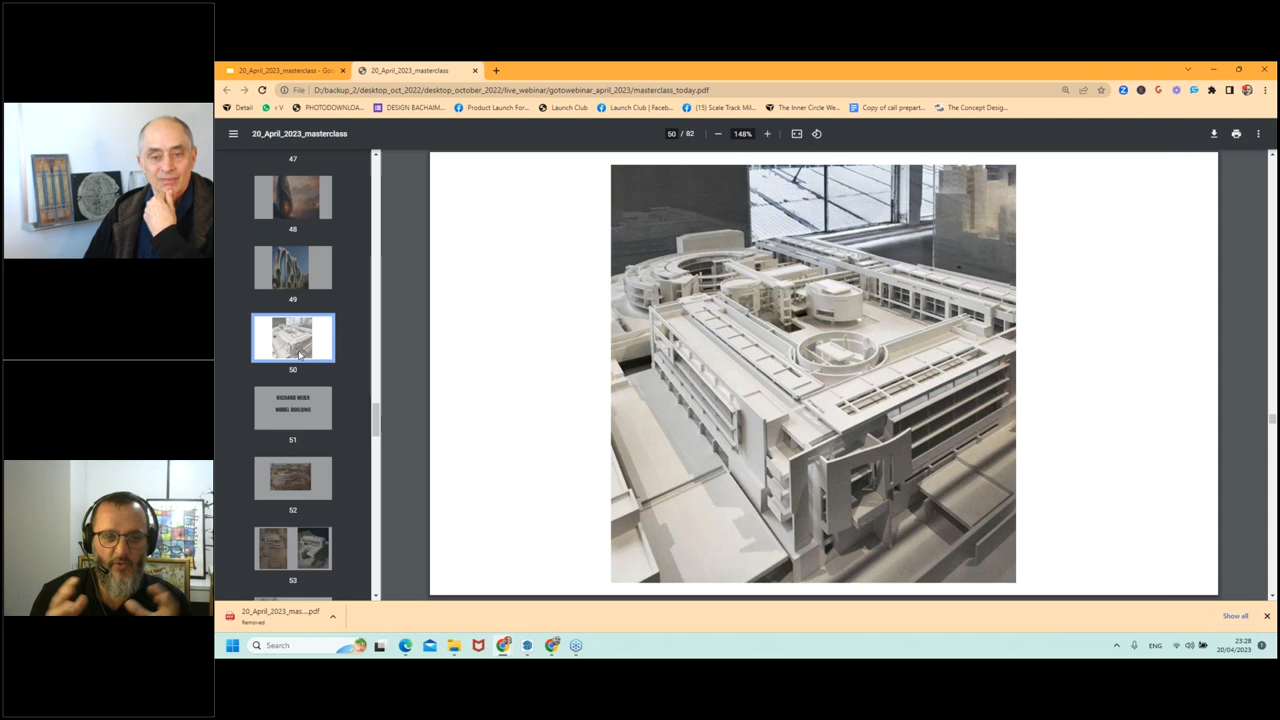 20_April_2023_masterclass - Go
20_April_2023_masterclass
File
D:/backup_2/desktop_oct_2022/desktop_october_2022/live_webinar/gotowebinar_april_2023/masterclass_today.pdf
Detail
r V
PHOTODOWNLOA...
DESIGN BACHAIM...
Product Launch For...
Launch Club
Launch Club | Faceb...
(15) Scale Track Mil...
The Inner Circle We...
Copy of call prepart...
The Concept Desig...
20_April_2023_masterclass
50 / 82
148%
47
48
49
50
RICHARD MEIER
MODEL BUILDING
51
52
53
20_April_2023_mas....pdf
Removed
Show all
Search
ENG
23:28
20/04/2023